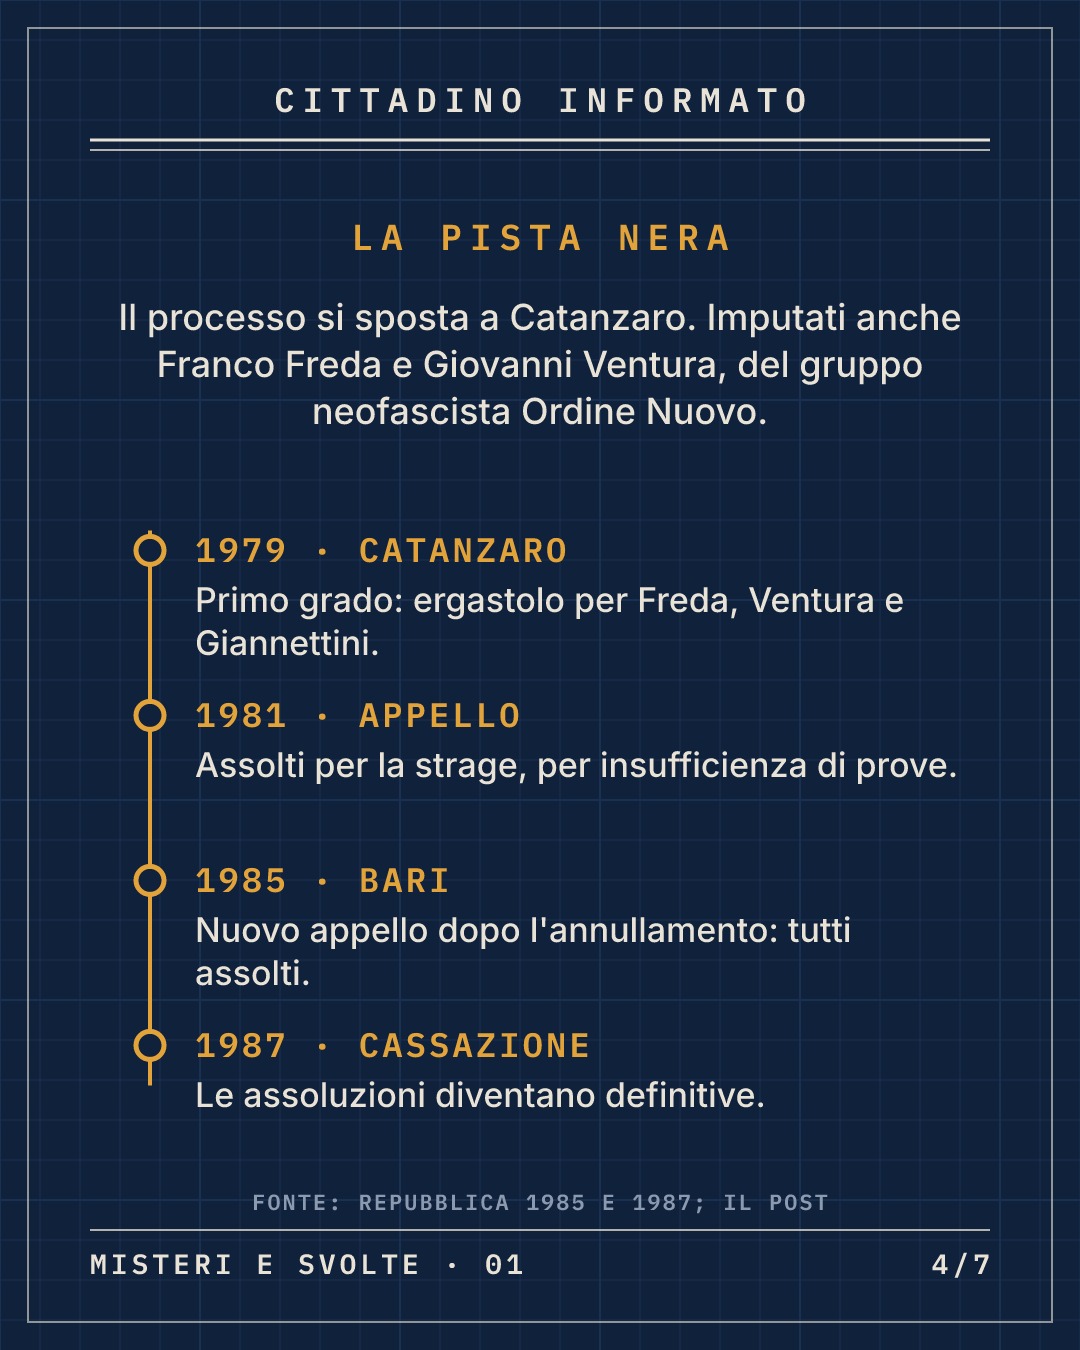 CITTADINO INFORMATO
LA PISTA NERA
Il processo si sposta a Catanzaro. Imputati anche
Franco Freda e Giovanni Ventura, del gruppo
neofascista Ordine Nuovo.
1979 · CATANZARO
Primo grado: ergastolo per Freda, Ventura e
Giannettini.
1981 · APPELLO
Assolti per la strage, per insufficienza di prove.
1985 · BARI
Nuovo appello dopo l'annullamento: tutti
assolti.
1987 · CASSAZIONE
Le assoluzioni diventano definitive.
FONTE: REPUBBLICA 1985 E 1987; IL POST
MISTERI E SVOLTE · 01
4/7